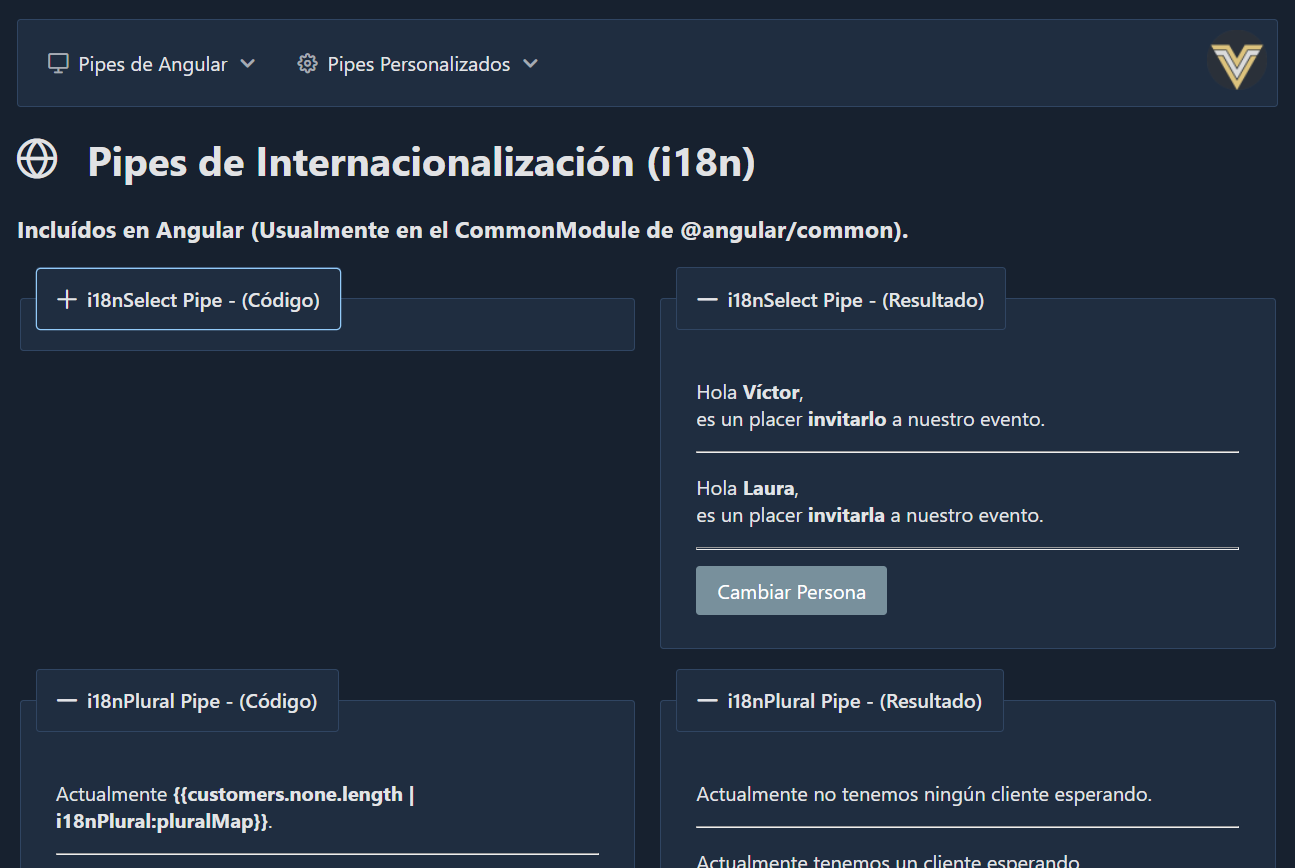 Pipes de Angular
Pipes Personalizados
Pipes de Internacionalización (i18n)
Incluídos en Angular (Usualmente en el CommonModule de @angular/common).
i18nSelect Pipe - (Código)
i18nSelect Pipe - (Resultado)
Hola Víctor,
es un placer invitarlo a nuestro evento.
Hola Laura,
es un placer invitarla a nuestro evento.
Cambiar Persona
i18nPlural Pipe - (Código)
Actualmente {{customers.none.length |
i18nPlural:pluralMap}}.
i18nPlural Pipe - (Resultado)
Actualmente no tenemos ningún cliente esperando.
Actualmente tenemos un cliente esperando.